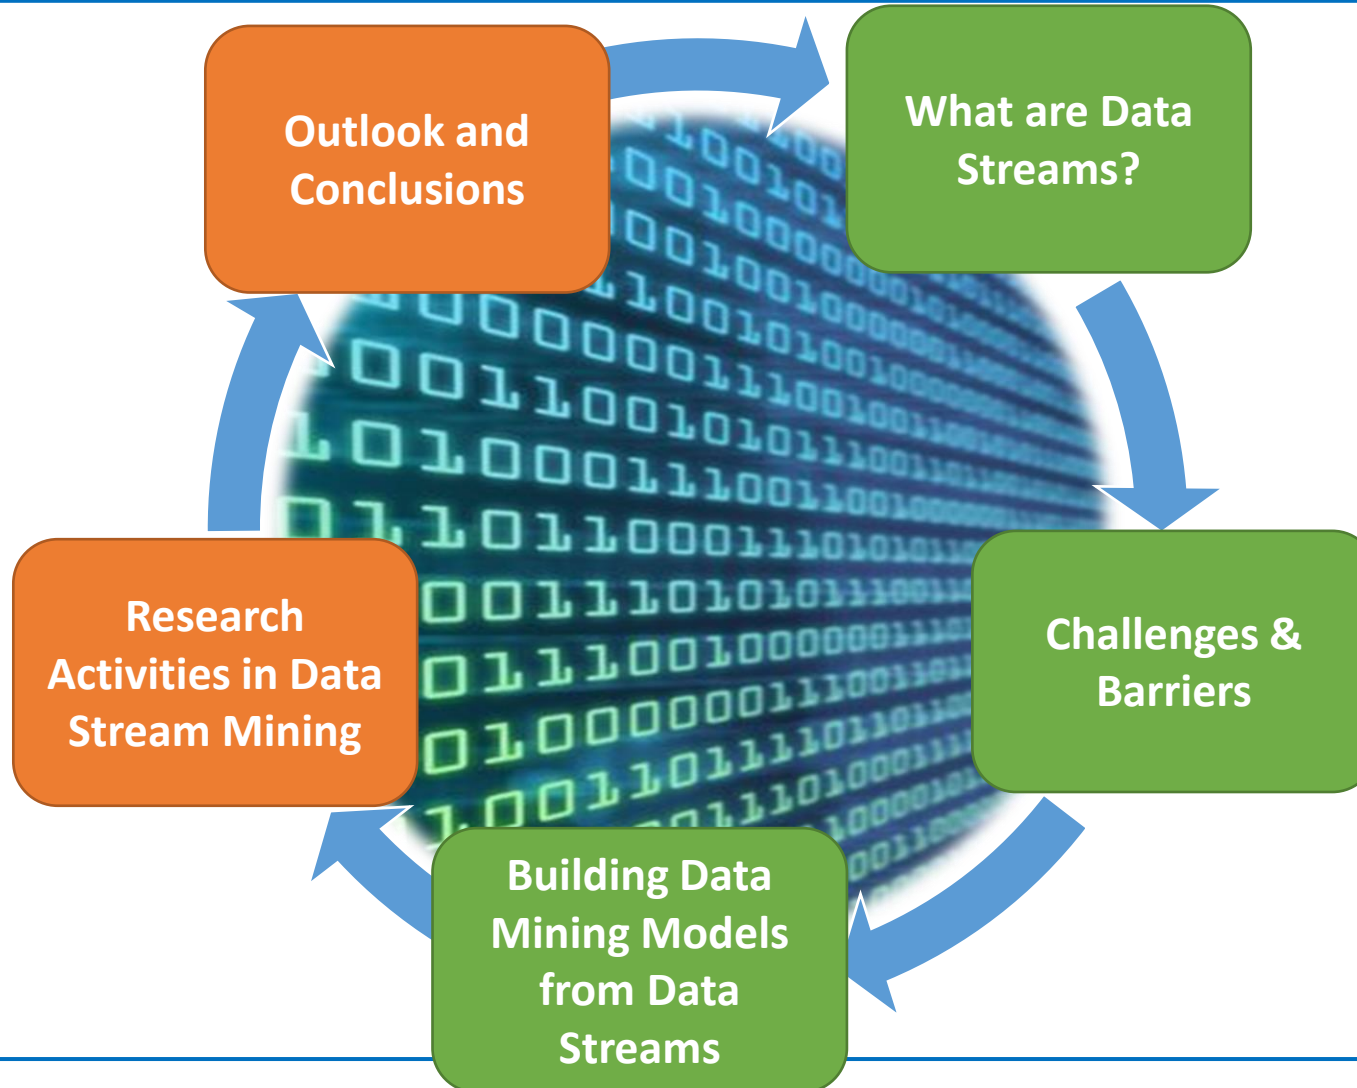 Outlook and
Conclusions
What are Data
Streams?
Challenges &
Barriers
Building Data
Mining Models
from Data
Streams
Research
Activities in Data
Stream Mining